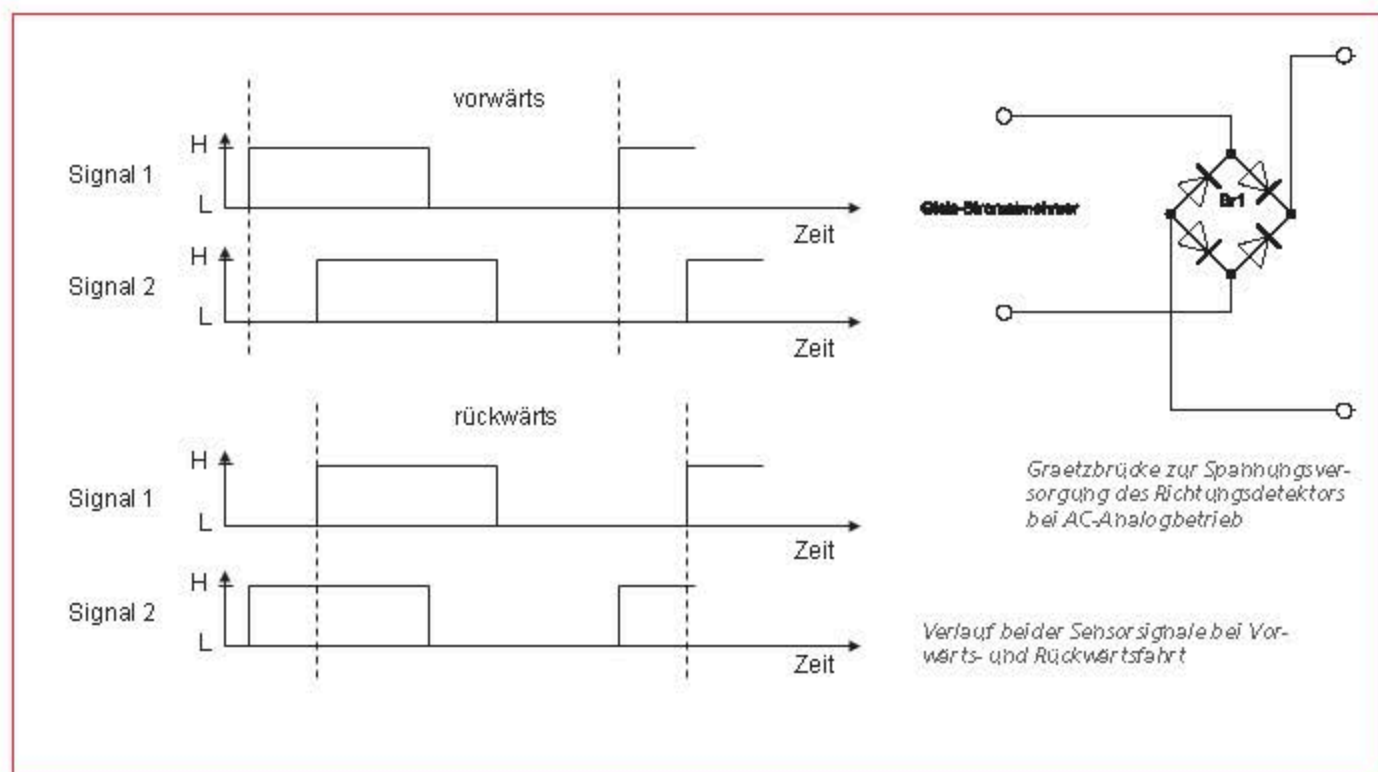 vorwärts
H
Signal 1
L
Zeit
H
Signal 2
L
Zeit
rückwärts
H
Signal 1
L
Zeit
H
Signal 2
L
Zeit
Br1
Graetzbrücke zur Spannungsver-
sorgung des Richtungsdetektors
bei AC-Analogbetrieb
Verlauf beider Sensorsignale bei Vor-
wärts- und Rückwärtsfahrt